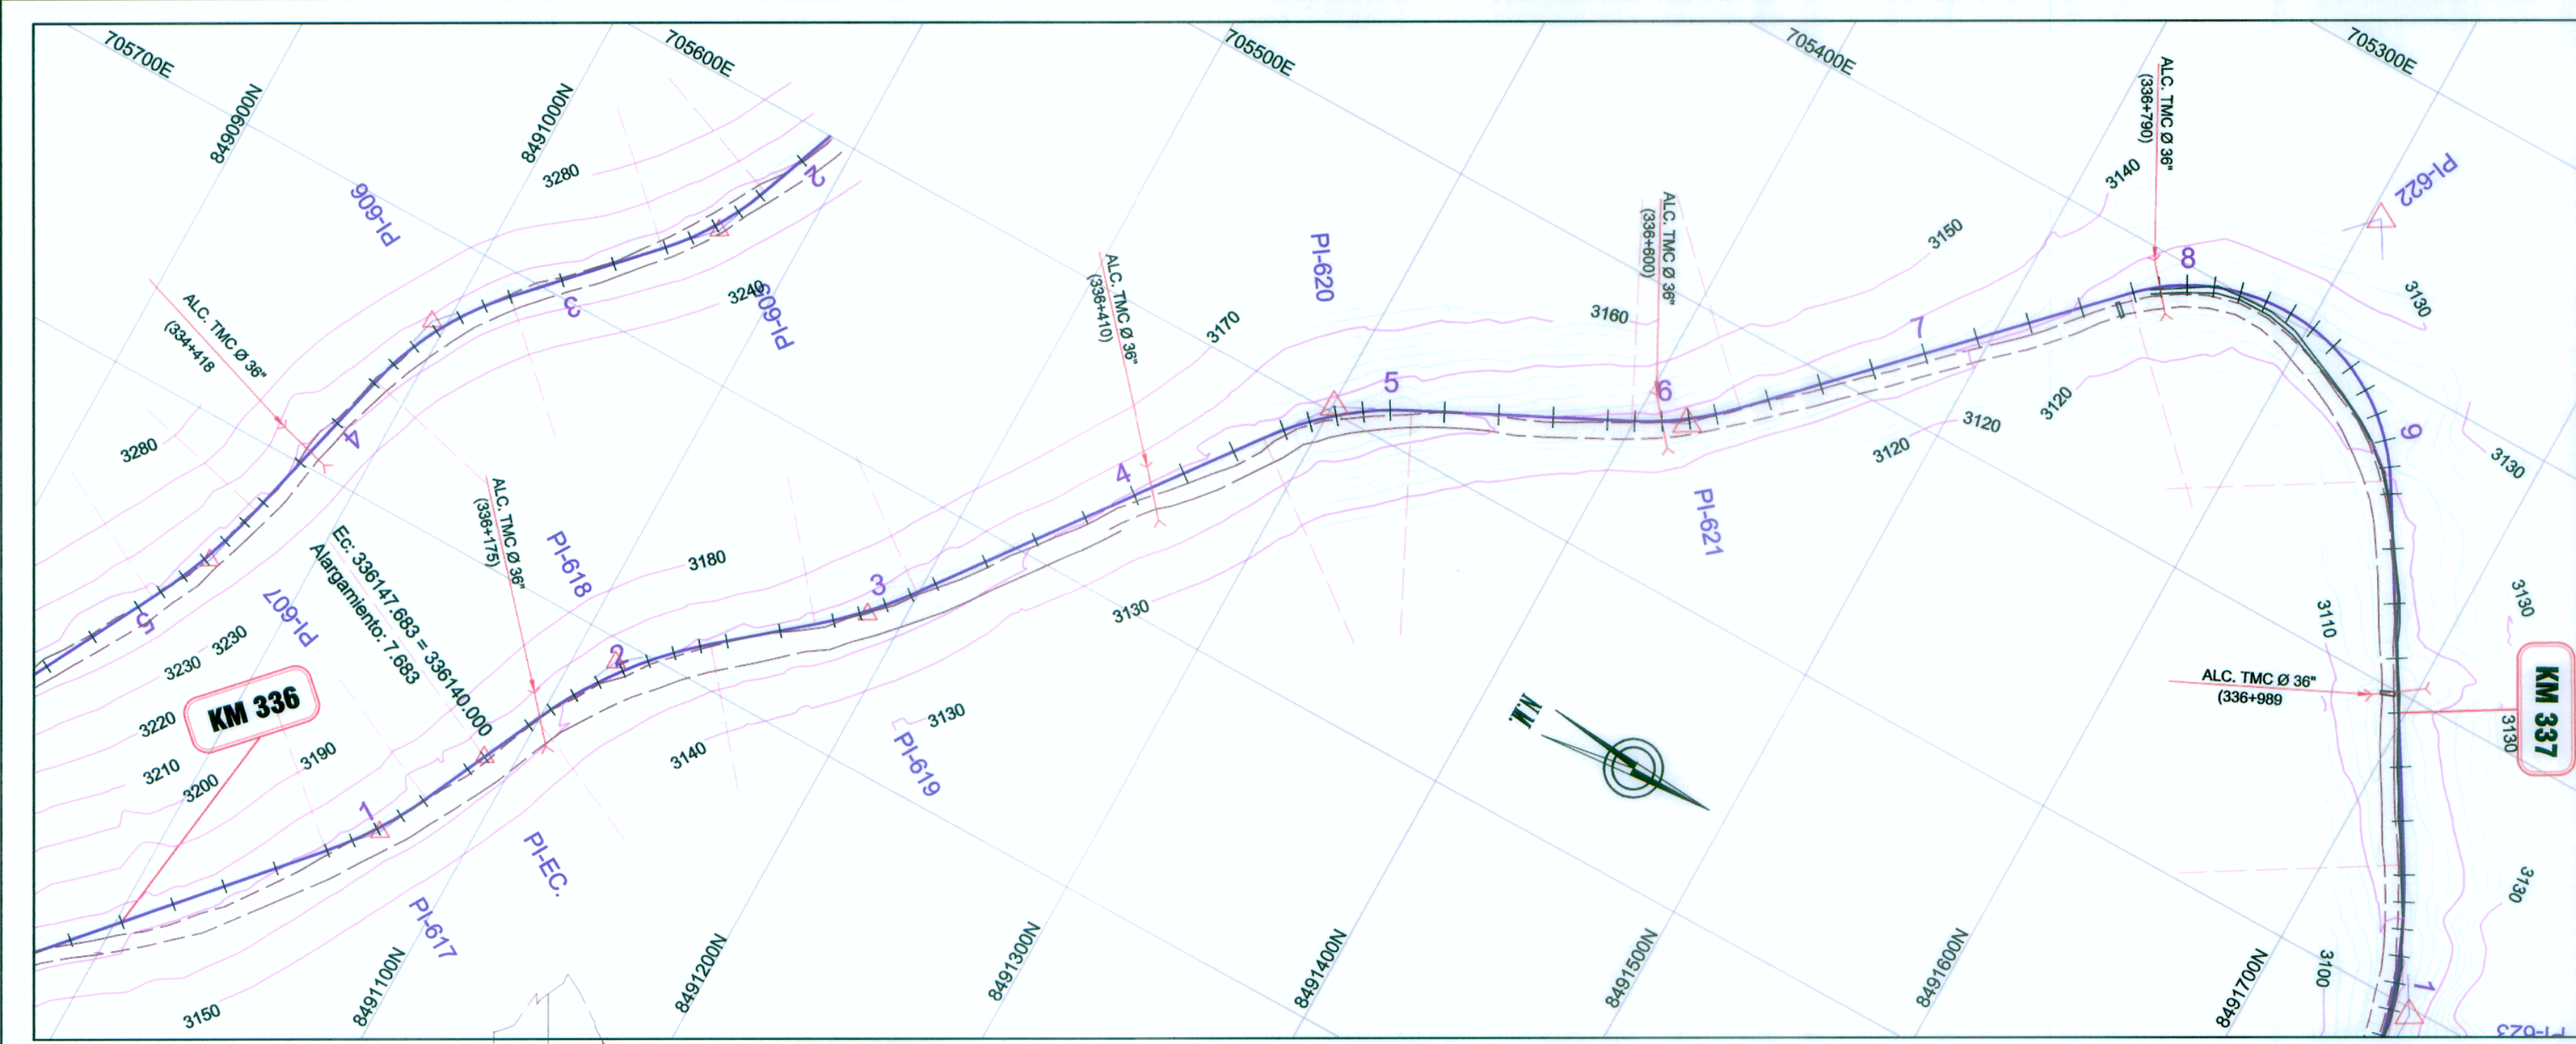 705700E
705600E
705500E
705400E
705300E
8490900N
8491000N
3280
PI-606
3240
PI-605
2
3
ALC. TMC Ø 36"
(334+418
3280
4
5
PI-607
3230
3230
3220
3210
3200
3190
KM 336
Ec: 336147.683 = 336140.000
Alargamiento: 7.683
ALC. TMC Ø 36"
(336+175)
PI-618
3180
2
3
1
PI-EC.
PI-617
3150
3140
3130
PI-619
3130
ALC. TMC Ø 36"
(336+410)
4
3170
PI-620
5
3160
ALC. TMC Ø 36"
(336+600)
6
PI-621
7
3150
3140
ALC. TMC Ø 36"
(336+790)
8
PI-622
3130
9
3120
3120
3120
3130
3130
3110
ALC. TMC Ø 36"
(336+989
KM 337
3130
3130
3100
1
PI-623
N.M.
8491100N
8491200N
8491300N
8491400N
8491500N
8491600N
8491700N